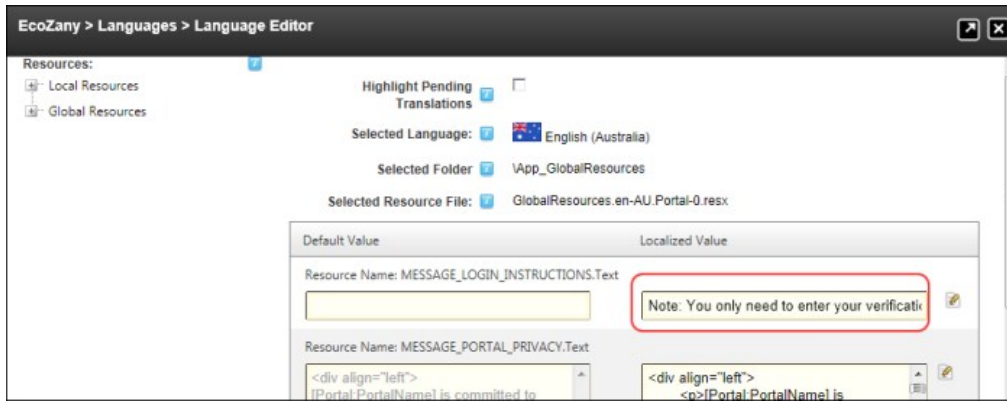 EcoZany > Languages > Language Editor
Resources:
Local Resources
Global Resources
Highlight Pending
Translations
Selected Language: English (Australia)
Selected Folder \App_GlobalResources
Selected Resource File: GlobalResources.en-AU.Portal-0.resx
Default Value Localized Value
Resource Name: MESSAGE_LOGIN_INSTRUCTIONS.Text
Note: You only need to enter your
Resource Name: MESSAGE_PORTAL_PRIVACY.Text
<div align="left"> <div align="left">
[Portal:PortalName] is committed to <p>[Portal:PortalName] is